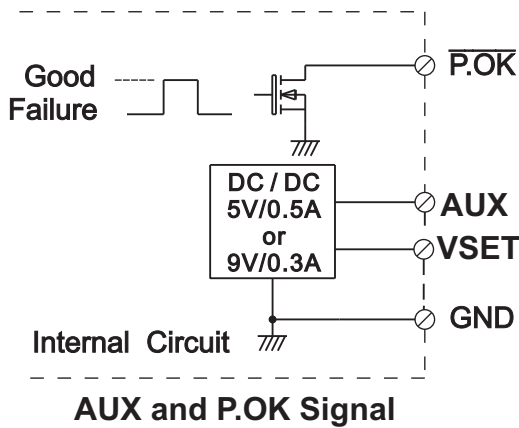 Good
Failure
P.OK
DC / DC
5V/0.5A
or
9V/0.3A
AUX
VSET
GND
Internal Circuit
AUX and P.OK Signal